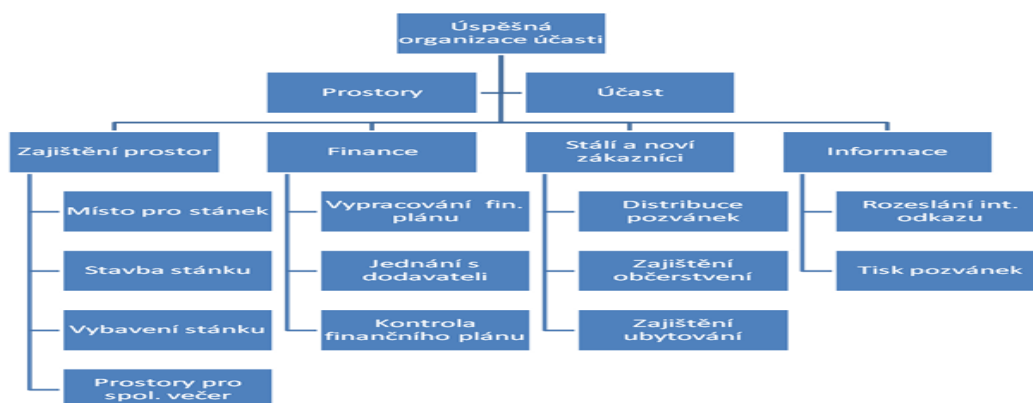 Úspěšná
organizace účasti
Prostory
Účast
Zajištění prostor
Finance
Stálí a noví
zákazníci
Informace
Místo pro stánek
Stavba stánku
Vybavení stánku
Prostory pro
spol. večer
Vypracování fin.
plánu
Jednání s
dodavateli
Kontrola
finančního plánu
Distribuce
pozvánek
Zajištění
občerstvení
Zajištění
ubytování
Rozeslání int.
odkazu
Tisk pozvánek